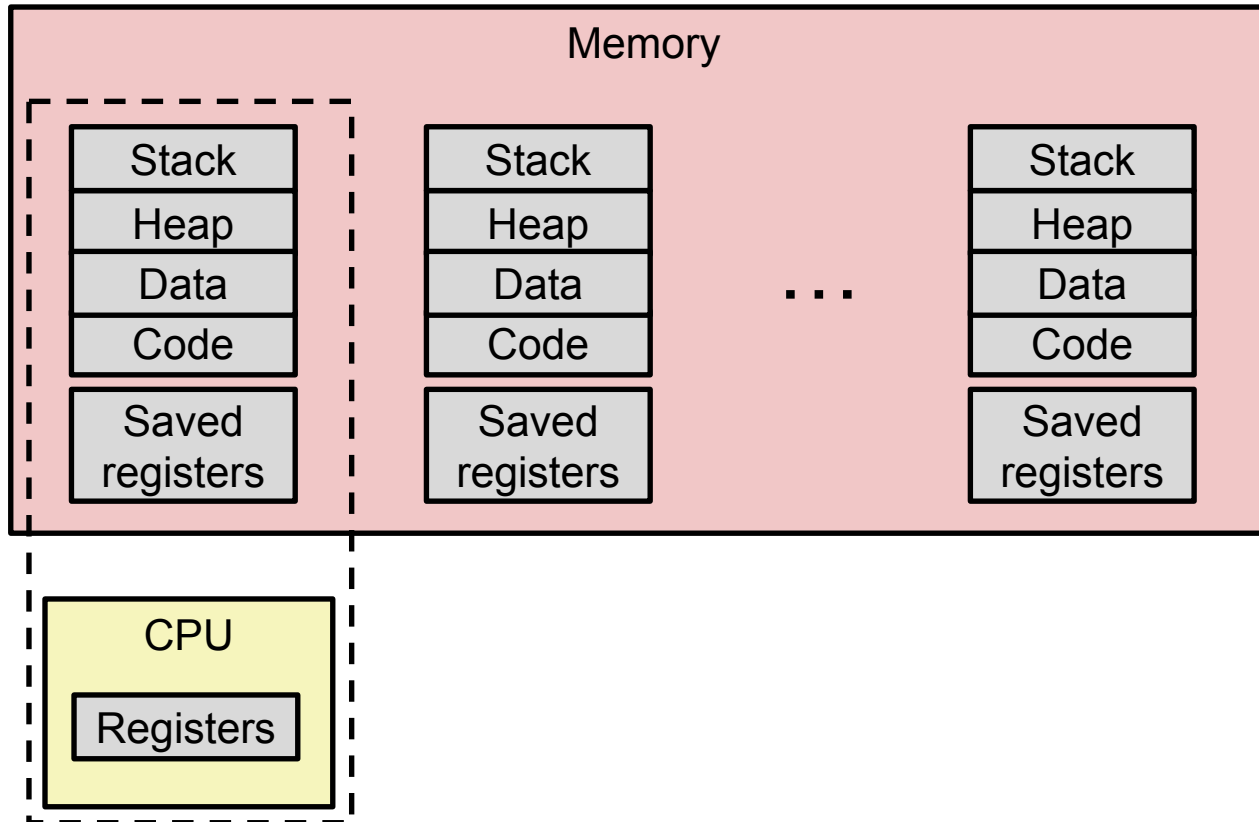 Memory
Stack
Heap
Data
Code
Saved
registers
Stack
Heap
Data
Code
Saved
registers
...
Stack
Heap
Data
Code
Saved
registers
CPU
Registers